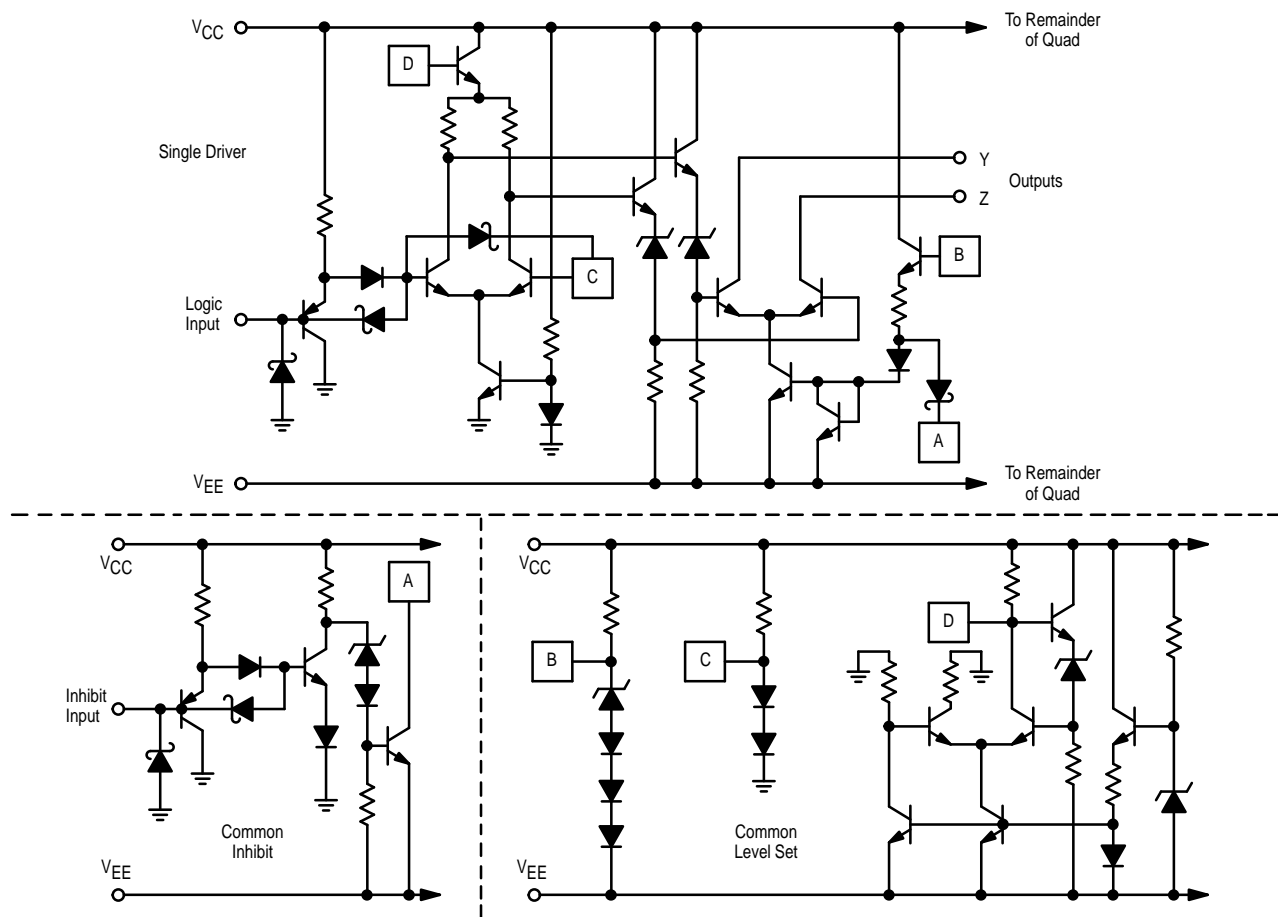 VCC
To Remainder
of Quad
D
Single Driver
Y
Outputs
Z
B
C
Logic
Input
A
VEE
To Remainder
of Quad
VCC
A
Inhibit
Input
Common
Inhibit
VEE
VCC
B
C
D
Common
Level Set
VEE